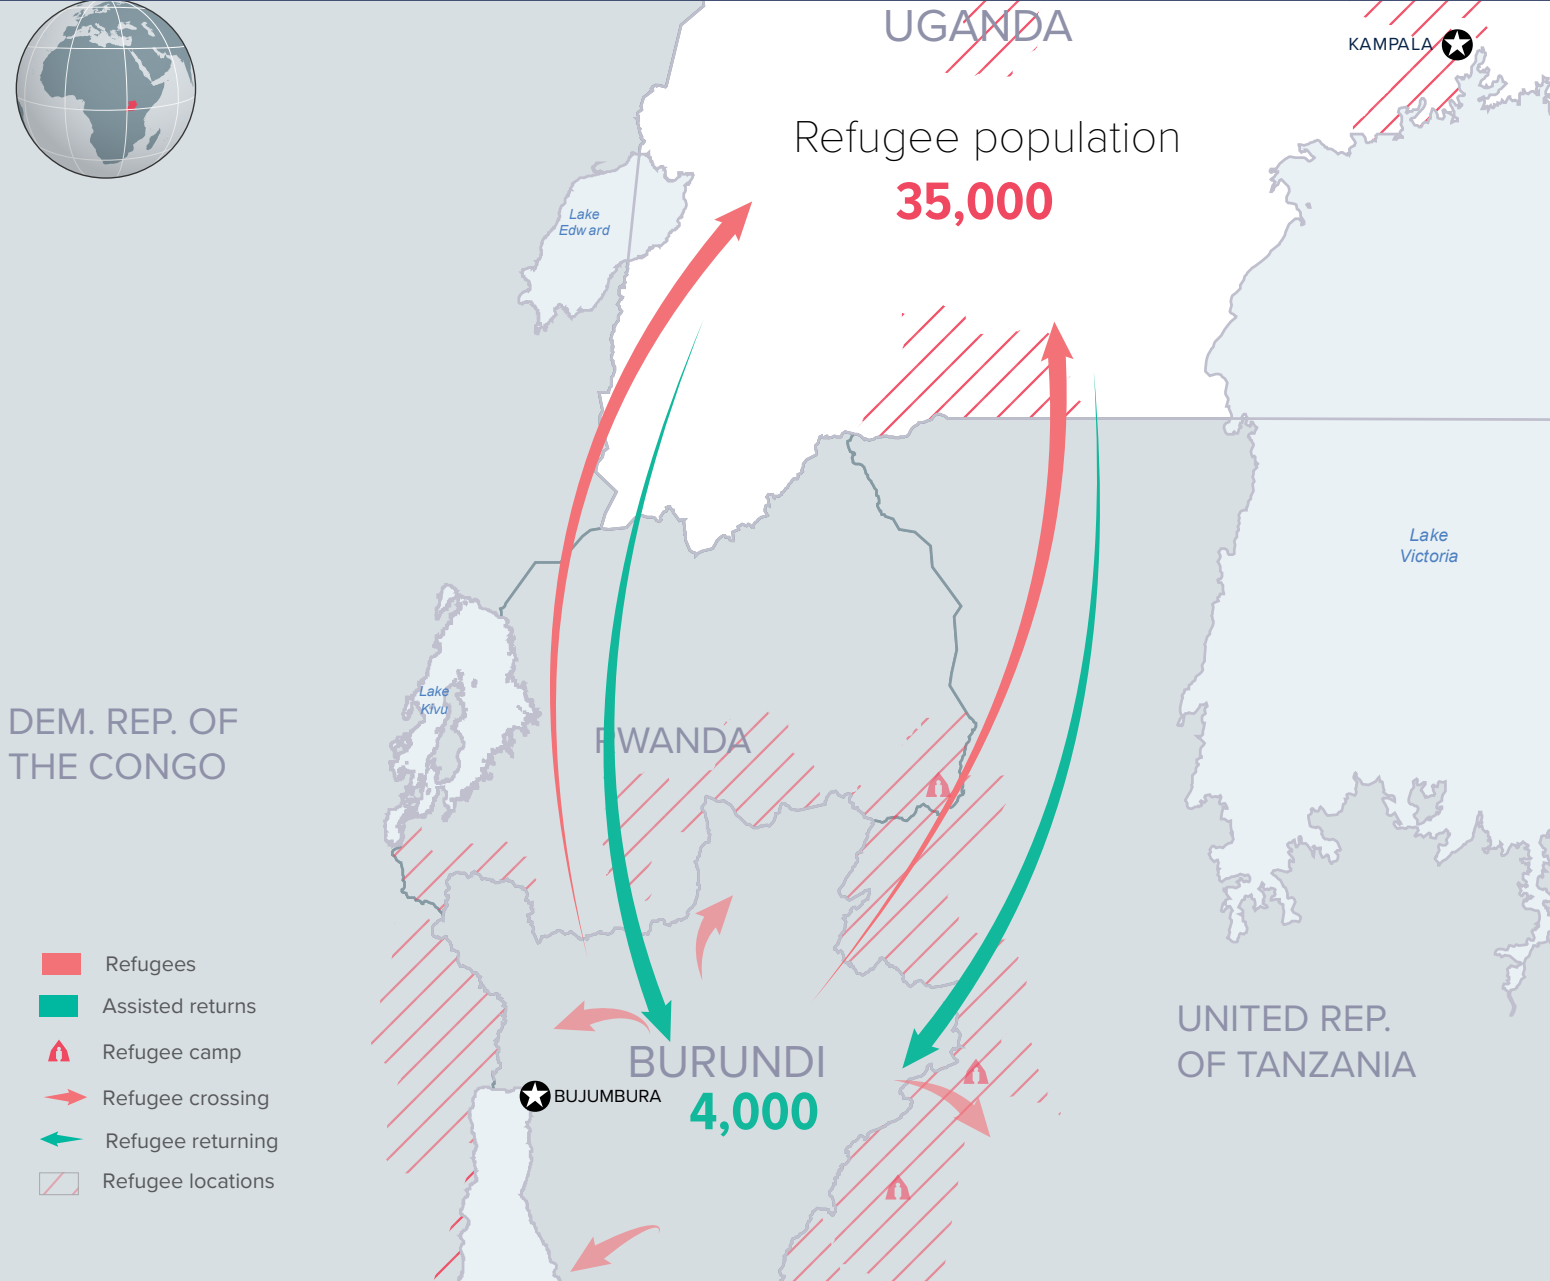 UGANDA
KAMPALA
Refugee population
35,000
Lake
Edward
Lake
Victoria
Lake
Kivu
DEM. REP. OF
THE CONGO
RWANDA
Refugees
Assisted returns
Refugee camp
Refugee crossing
Refugee returning
Refugee locations
BURUNDI
BUJUMBURA
4,000
UNITED REP.
OF TANZANIA